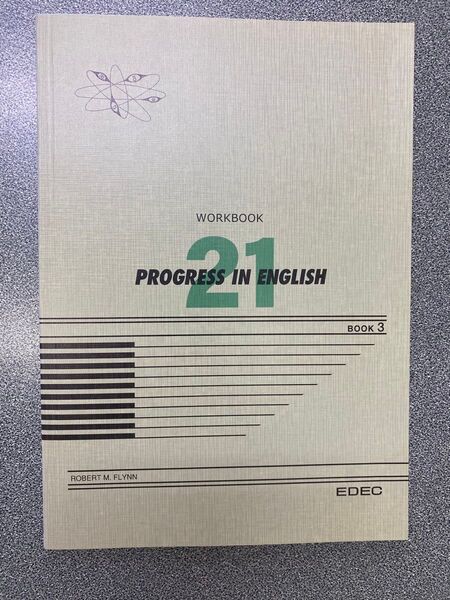 WORKBOOK
21
PROGRESS IN ENGLISH
BOOK 3
ROBERT M. FLYNN
EDEC